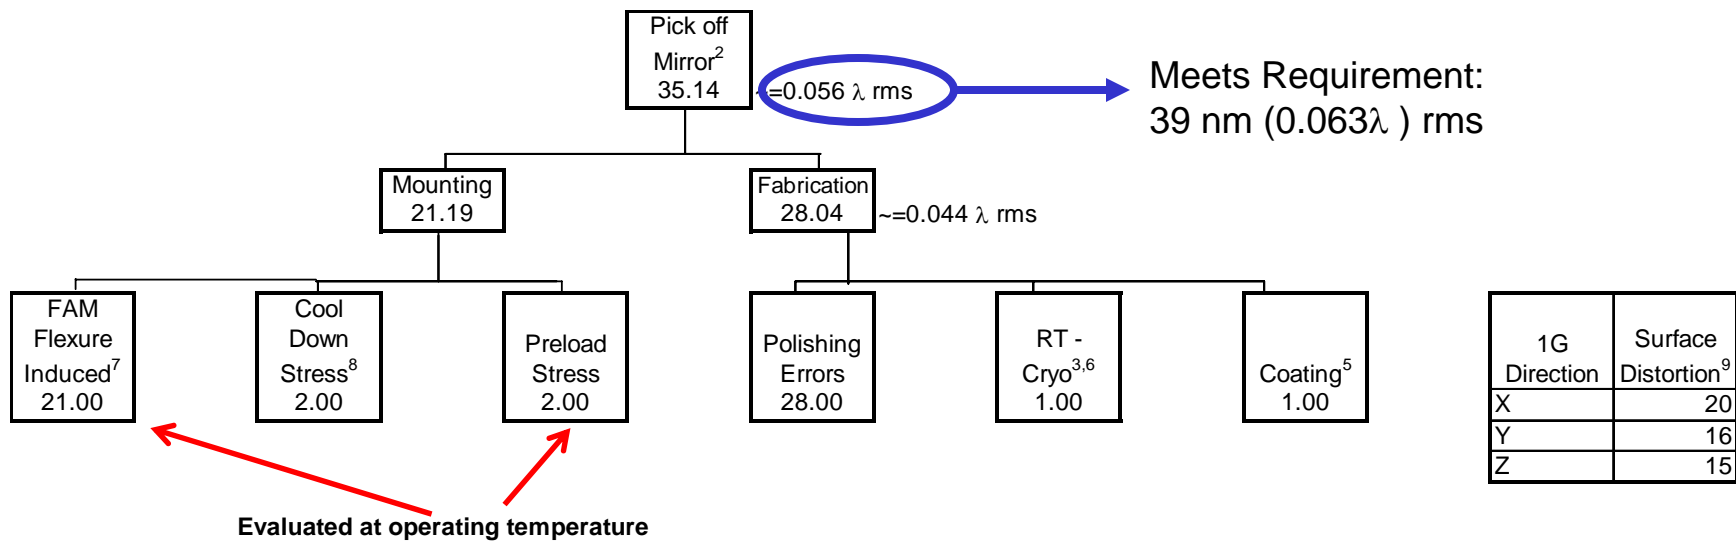 Pick off
Mirror2
35.14
~=0.056 λ rms
Meets Requirement:
39 nm (0.063λ ) rms
Mounting
21.19
Fabrication
28.04
~=0.044 λ rms
FAM
Flexure
Induced7
21.00
Cool
Down
Stress8
2.00
Preload
Stress
2.00
Polishing
Errors
28.00
RT -
Cryo3,6
1.00
Coating5
1.00
1G
Direction
Surface
Distortion9
X 20
Y 16
Z 15
Evaluated at operating temperature